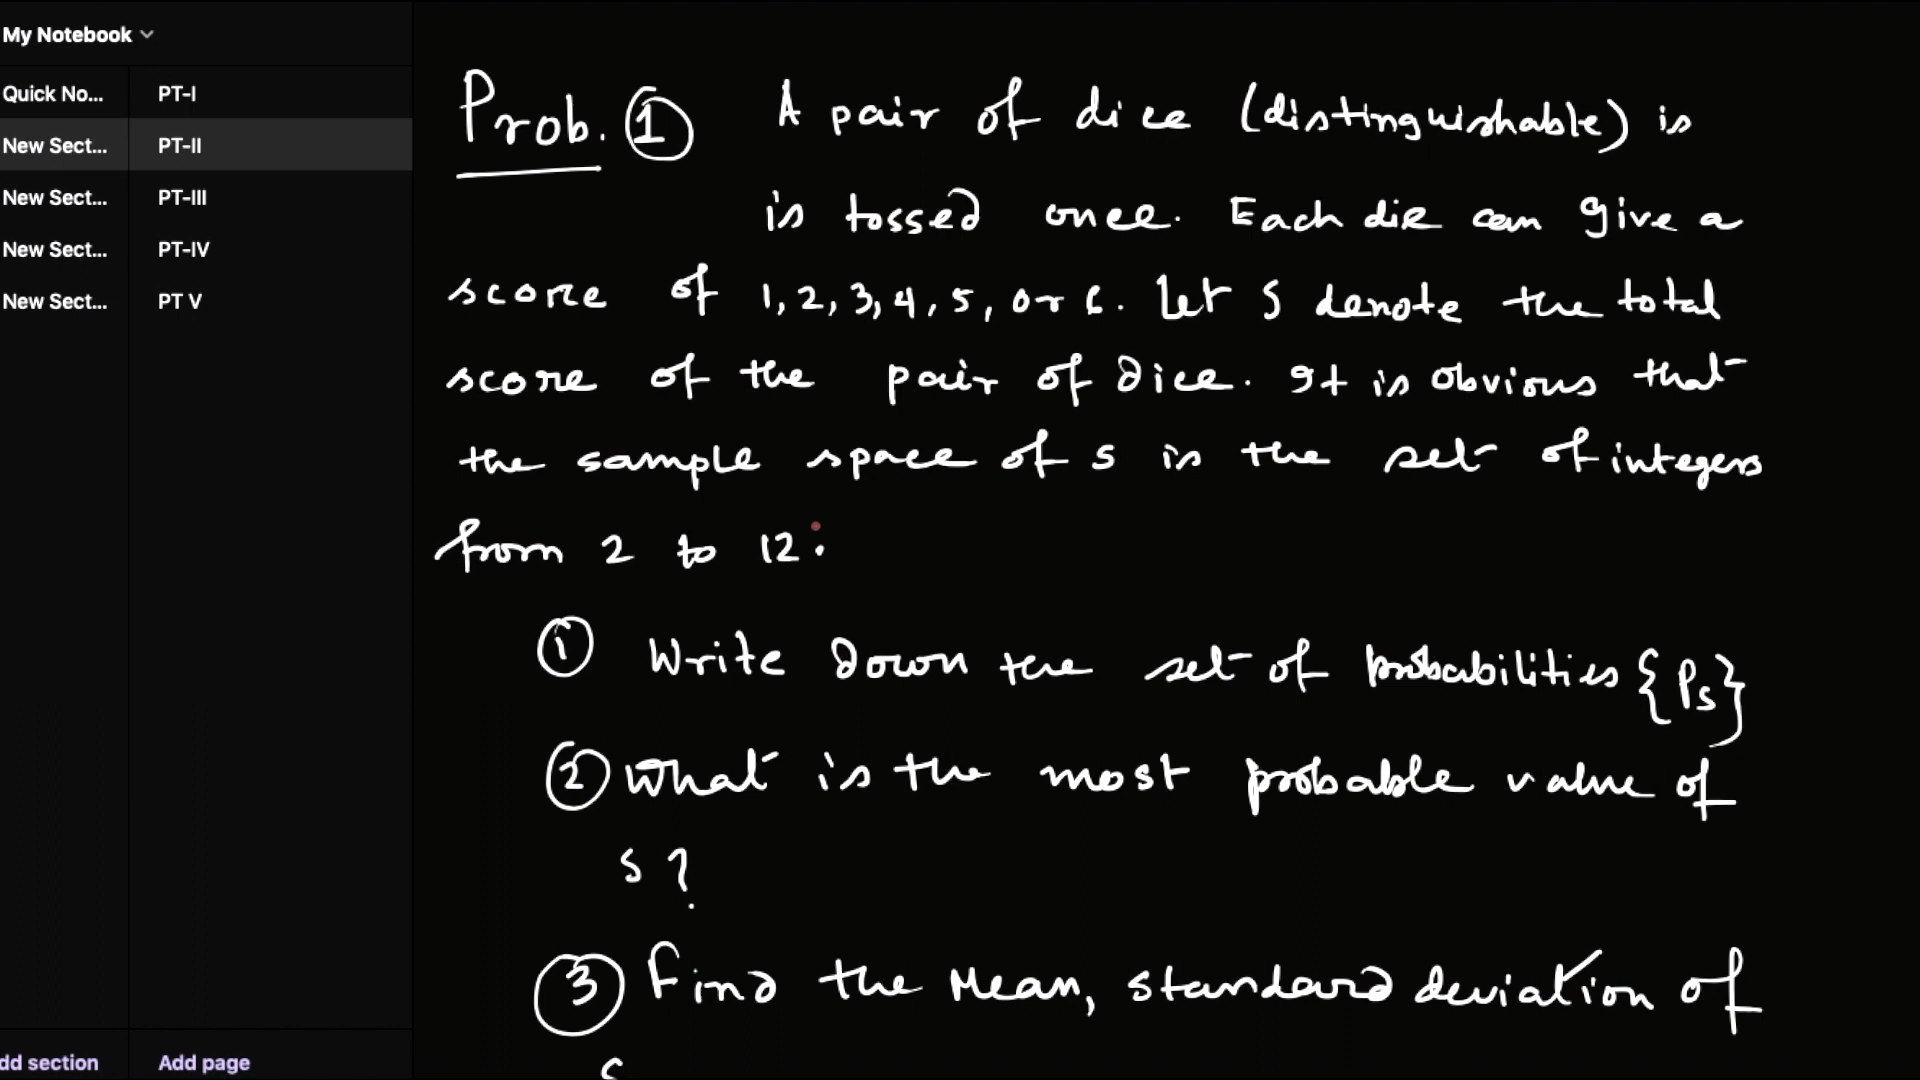 My Notebook
Quick No...
PT-I
New Sect...
PT-II
New Sect...
PT-III
New Sect...
PT-IV
New Sect...
PT V
dd section
Add page
Prob. 1 A pair of dice (distinguishable) is
is tossed once. Each die can give a
score of 1, 2, 3, 4, 5, or 6. Let S denote the total
score of the pair of dice. It is obvious that
the sample space of s is the set of integers
from 2 to 12:
1 Write down the set of probabilities {Ps}
2 What is the most probable value of
s ?
3 Find the Mean, standard deviation of
s